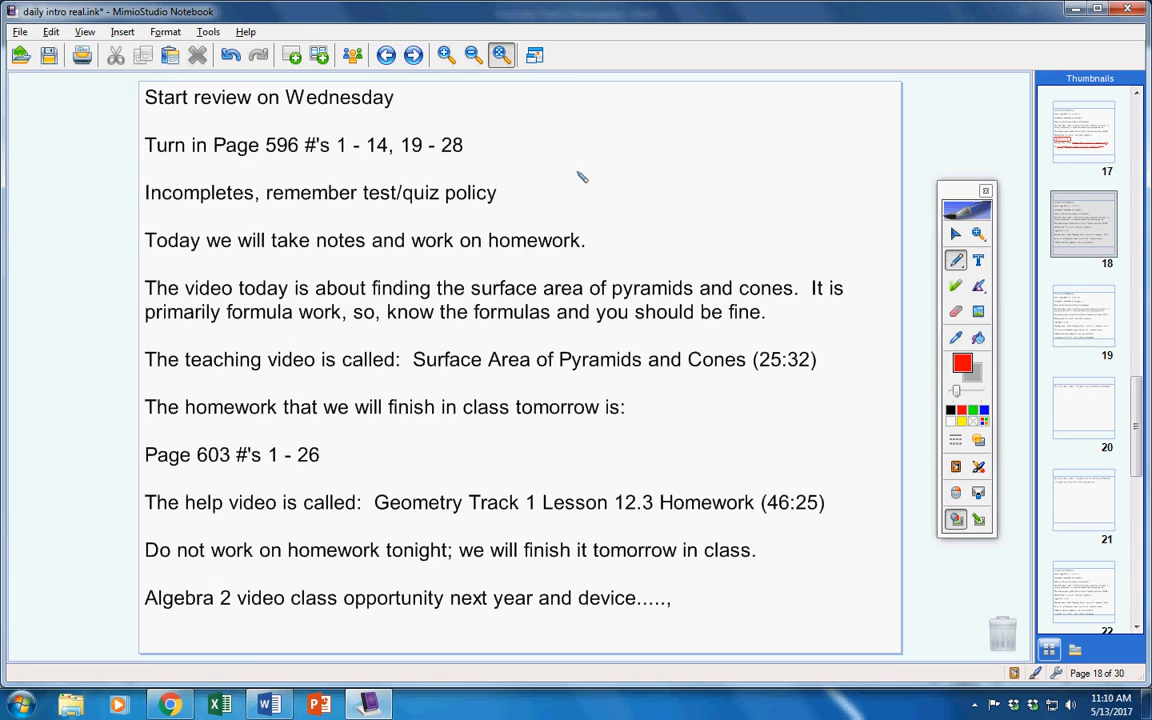 daily intro real.ink* - MimioStudio Notebook
File Edit View Insert Format Tools Help
Start review on Wednesday
Turn in Page 596 #'s 1 - 14, 19 - 28
Incompletes, remember test/quiz policy
Today we will take notes and work on homework.
The video today is about finding the surface area of pyramids and cones. It is
primarily formula work, so, know the formulas and you should be fine.
The teaching video is called: Surface Area of Pyramids and Cones (25:32)
The homework that we will finish in class tomorrow is:
Page 603 #'s 1 - 26
The help video is called: Geometry Track 1 Lesson 12.3 Homework (46:25)
Do not work on homework tonight; we will finish it tomorrow in class.
Algebra 2 video class opportunity next year and device.....,
Thumbnails
17
18
19
20
21
22
Page 18 of 30
11:10 AM
5/13/2017